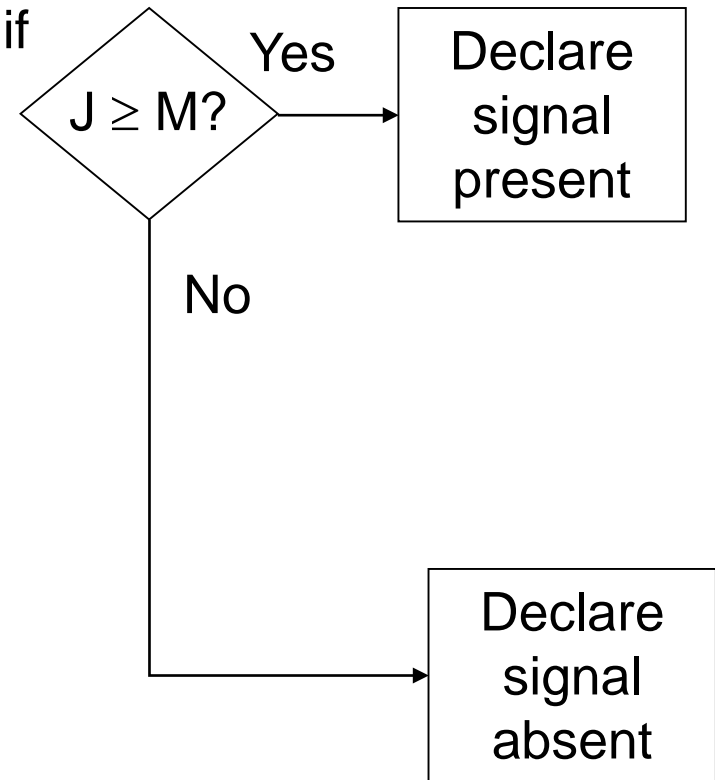 if
J ≥ M?
Yes
Declare
signal
present
No
Declare
signal
absent